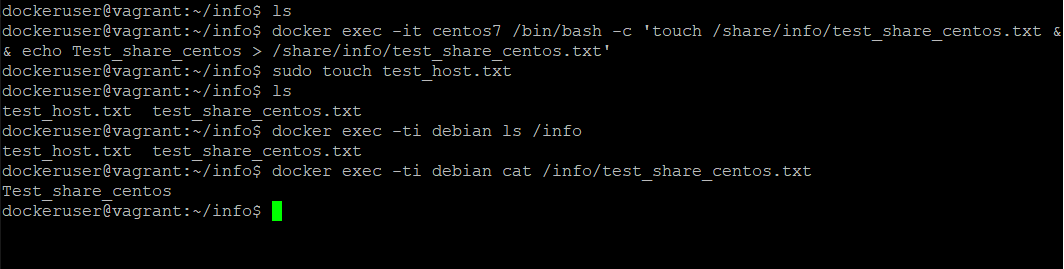 dockeruser@vagrant:~/info$ ls
dockeruser@vagrant:~/info$ docker exec -it centos7 /bin/bash -c 'touch /share/info/test_share_centos.txt &
& echo Test_share_centos > /share/info/test_share_centos.txt'
dockeruser@vagrant:~/info$ sudo touch test_host.txt
dockeruser@vagrant:~/info$ ls
test_host.txt  test_share_centos.txt
dockeruser@vagrant:~/info$ docker exec -ti debian ls /info
test_host.txt  test_share_centos.txt
dockeruser@vagrant:~/info$ docker exec -ti debian cat /info/test_share_centos.txt
Test_share_centos
dockeruser@vagrant:~/info$